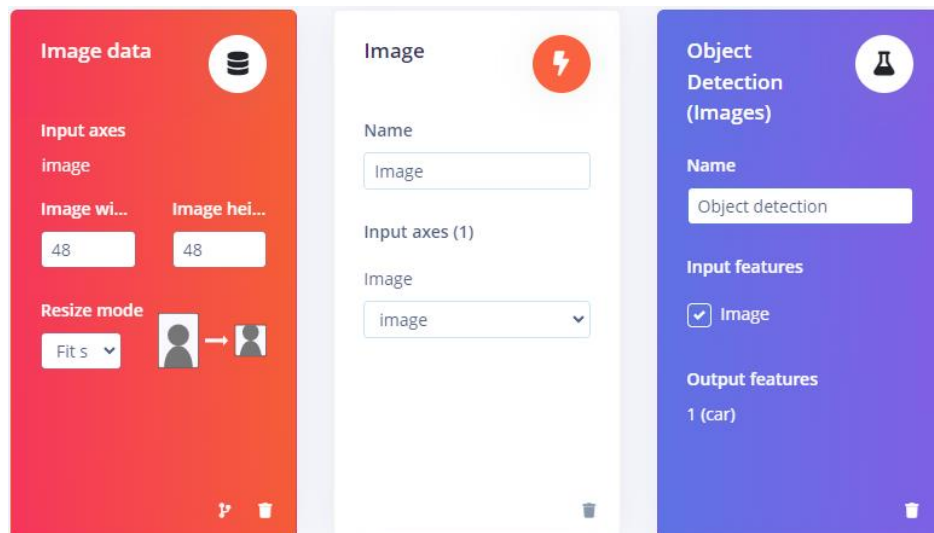 Image data
Input axes
image
Image wi...
Image hei...
48
48
Resize mode
Fit s
Image
Name
Image
Input axes (1)
Image
image
Object
Detection
(Images)
Name
Object detection
Input features
Image
Output features
1 (car)